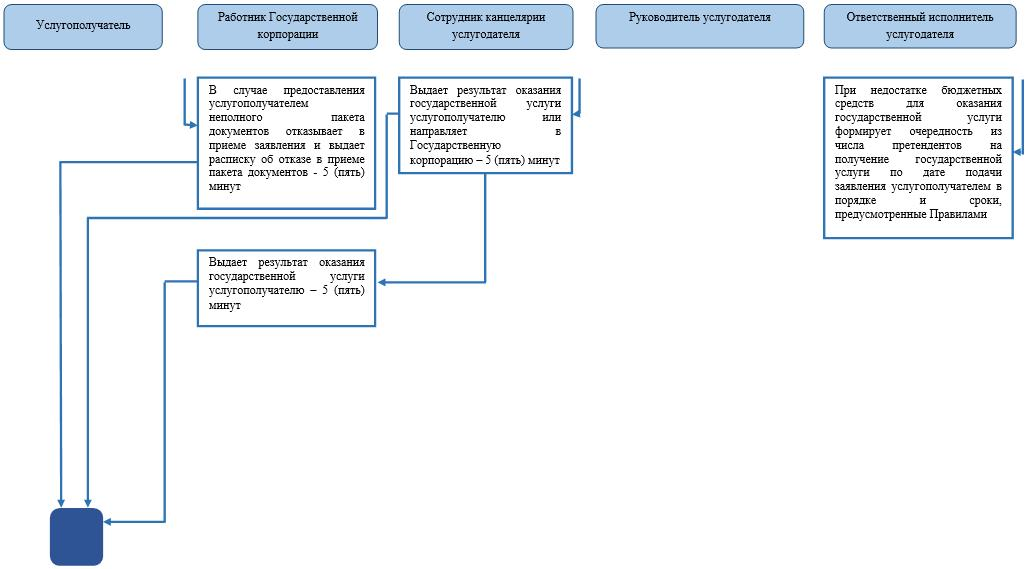 Услугополучатель
Работник Государственной
корпорации
Сотрудник канцелярии
услугодателя
Руководитель услугодателя
Ответственный исполнитель
услугодателя
В случае предоставления
услугополучателем
неполного пакета
документов отказывает в
приеме заявления и выдает
расписку об отказе в приеме
пакета документов - 5 (пять)
минут
Выдает результат оказания
государственной услуги
услугополучателю или
направляет в
Государственную
корпорацию – 5 (пять) минут
При недостатке бюджетных
средств для оказания
государственной услуги
формирует очередность из
числа претендентов на
получение государственной
услуги по дате подачи
заявления услугополучателем в
порядке и сроки,
предусмотренные Правилами
Выдает результат оказания
государственной услуги
услугополучателю – 5 (пять)
минут